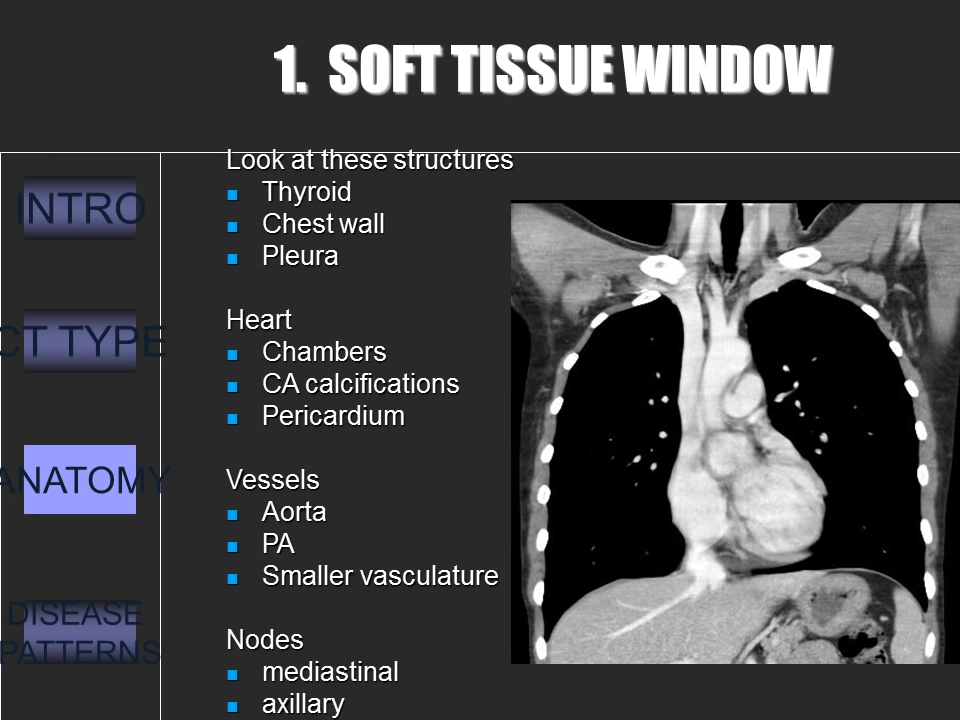 1. SOFT TISSUE WINDOW
INTRO
CT TYPE
ANATOMY
DISEASE
PATTERNS
Look at these structures
Thyroid
Chest wall
Pleura
Heart
Chambers
CA calcifications
Pericardium
Vessels
Aorta
PA
Smaller vasculature
Nodes
mediastinal
axillary